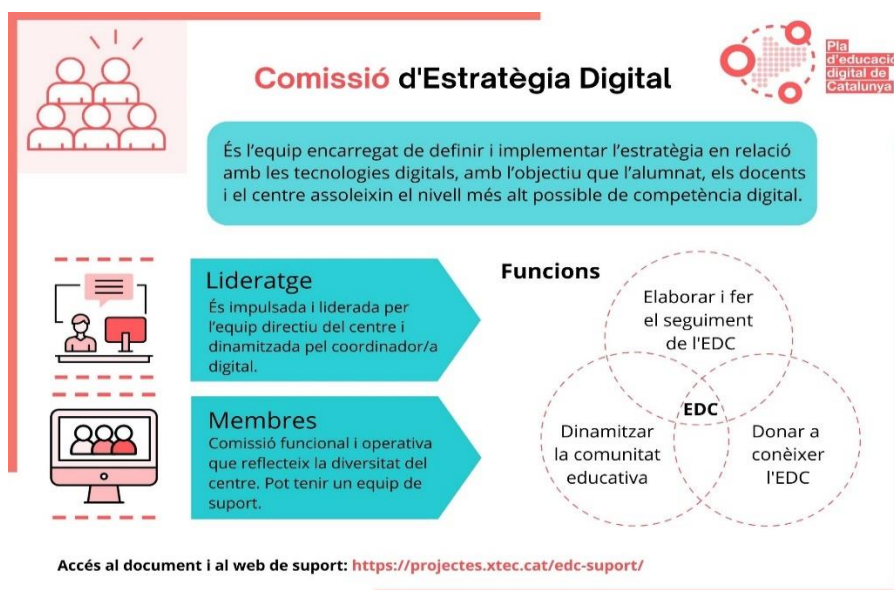 Comissió d'Estratègia Digital
Pla
d'educació
digital de
Catalunya
És l'equip encarregat de definir i implementar l'estratègia en relació
amb les tecnologies digitals, amb l'objectiu que l'alumnat, els docents
i el centre assoleixin el nivell més alt possible de competència digital.
Lideratge
És impulsada i liderada per
l'equip directiu del centre i
dinamitzada pel coordinador/a
digital.
Membres
Comissió funcional i operativa
que reflecteix la diversitat del
centre. Pot tenir un equip de
suport.
Funcions
Elaborar i fer
el seguiment
de l'EDC
EDC
Dinamitzar
la comunitat
educativa
Donar a
conèixer
l'EDC
Accés al document i al web de suport: https://projectes.xtec.cat/edc-suport/